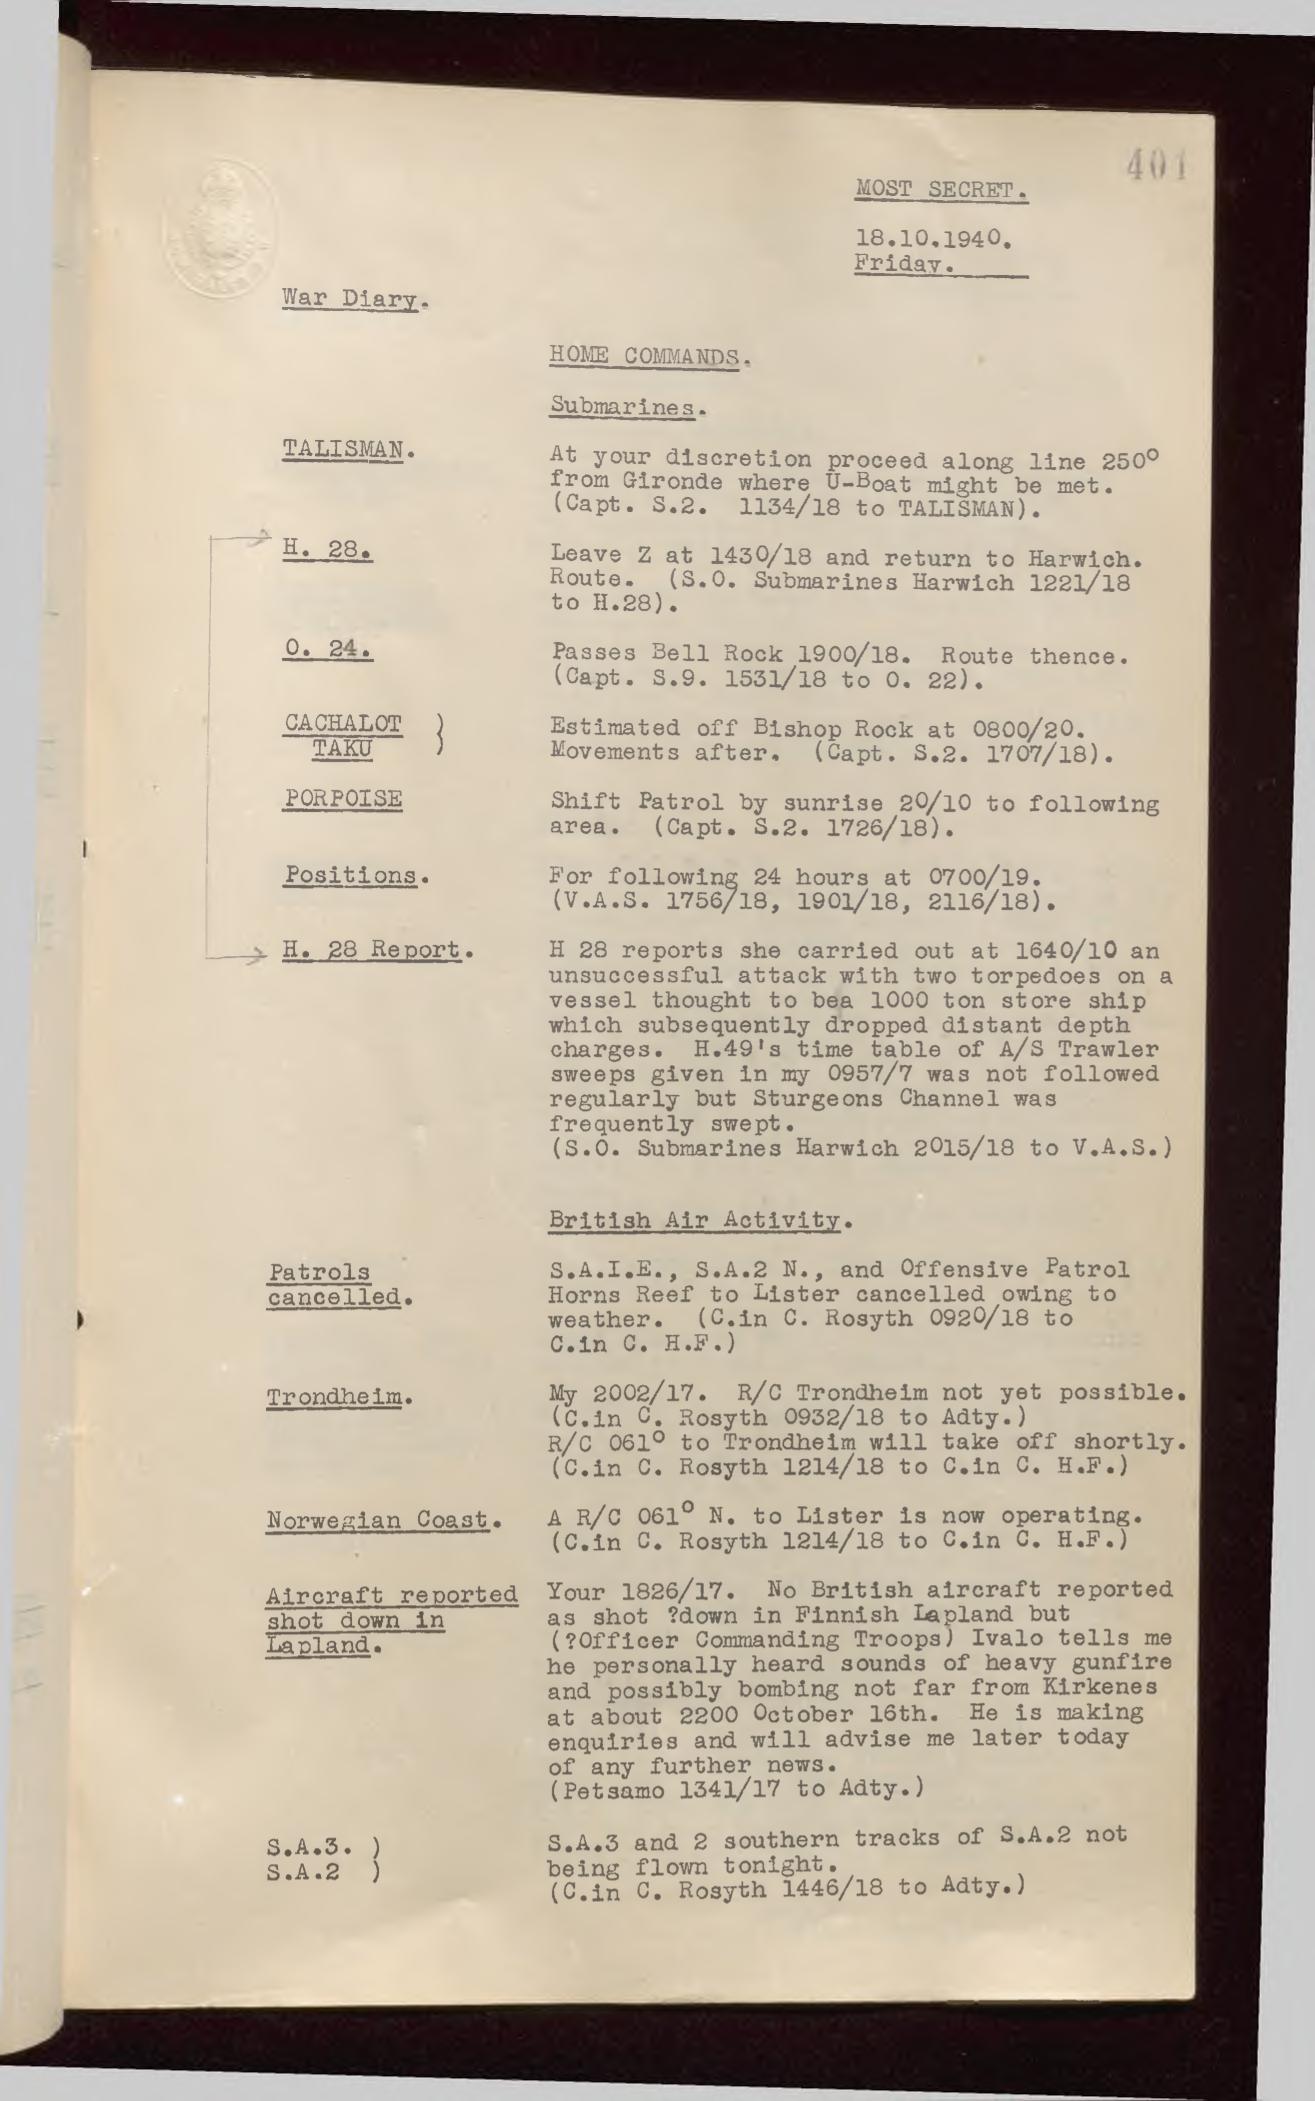 401
MOST SECRET.
18.10.1940.
Friday.
War Diary.
HOME COMMANDS.
Submarines.
TALISMAN. At your discretion proceed along line 250°
from Gironde where U-Boat might be met.
(Capt. S.2. 1134/18 to TALISMAN).
H. 28. Leave Z at 1430/18 and return to Harwich.
Route. (S.O. Submarines Harwich 1221/18
to H.28).
O. 24. Passes Bell Rock 1900/18. Route thence.
(Capt. S.9. 1531/18 to O. 22).
CACHALOT ) Estimated off Bishop Rock at 0800/20.
TAKU ) Movements after. (Capt. S.2. 1707/18).
PORPOISE Shift Patrol by sunrise 20/10 to following
area. (Capt. S.2. 1726/18).
Positions. For following 24 hours at 0700/19.
(V.A.S. 1756/18, 1901/18, 2116/18).
H. 28 Report. H 28 reports she carried out at 1640/10 an
unsuccessful attack with two torpedoes on a
vessel thought to bea 1000 ton store ship
which subsequently dropped distant depth
charges. H.49's time table of A/S Trawler
sweeps given in my 0957/7 was not followed
regularly but Sturgeons Channel was
frequently swept.
(S.O. Submarines Harwich 2015/18 to V.A.S.)
British Air Activity.
Patrols S.A.I.E., S.A.2 N., and Offensive Patrol
cancelled. Horns Reef to Lister cancelled owing to
weather. (C.in C. Rosyth 0920/18 to
C.in C. H.F.)
Trondheim. My 2002/17. R/C Trondheim not yet possible.
(C.in C. Rosyth 0932/18 to Adty.)
R/C 061° to Trondheim will take off shortly.
(C.in C. Rosyth 1214/18 to C.in C. H.F.)
Norwegian Coast. A R/C 061° N. to Lister is now operating.
(C.in C. Rosyth 1214/18 to C.in C. H.F.)
Aircraft reported Your 1826/17. No British aircraft reported
shot down in as shot ?down in Finnish Lapland but
Lapland. (?Officer Commanding Troops) Ivalo tells me
he personally heard sounds of heavy gunfire
and possibly bombing not far from Kirkenes
at about 2200 October 16th. He is making
enquiries and will advise me later today
of any further news.
(Petsamo 1341/17 to Adty.)
S.A.3. ) S.A.3 and 2 southern tracks of S.A.2 not
S.A.2 ) being flown tonight.
(C.in C. Rosyth 1446/18 to Adty.)